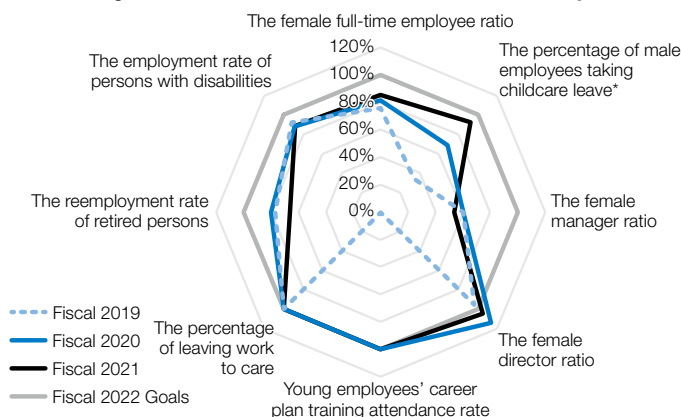 The female full-time employee ratio
120%
100%
80%
60%
40%
20%
0%
The percentage of male
employees taking
childcare leave*
The female
manager ratio
The female
director ratio
Young employees’ career
plan training attendance rate
The percentage
of leaving work
to care
The reemployment rate
of retired persons
The employment rate of
persons with disabilities
Fiscal 2019
Fiscal 2020
Fiscal 2021
Fiscal 2022 Goals